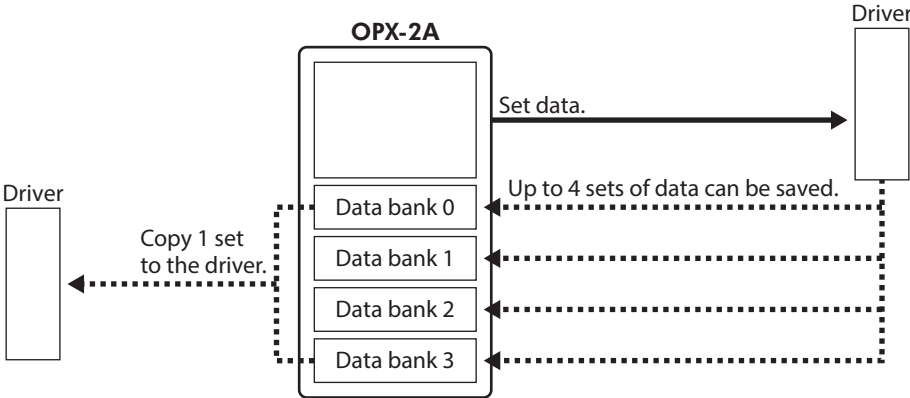 Driver
OPX-2A
Set data.
Up to 4 sets of data can be saved.
Driver
Data bank 0
Copy 1 set
to the driver.
Data bank 1
Data bank 2
Data bank 3